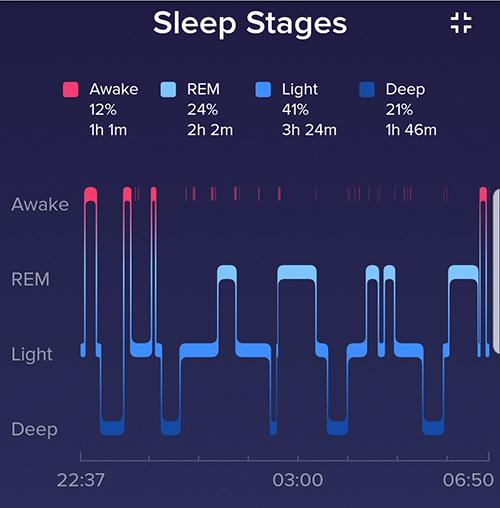 Sleep Stages
Awake REM Light Deep
12% 24% 41% 21%
1h 1m 2h 2m 3h 24m 1h 46m
Awake
REM
Light
Deep
22:37 03:00 06:50